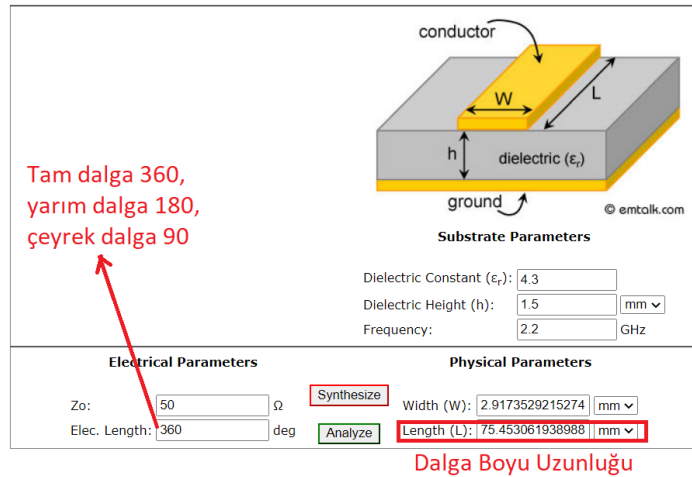 conductor
W
L
h
dielectric (εr)
ground
© emtalk.com
Tam dalga 360,
yarım dalga 180,
çeyrek dalga 90
Substrate Parameters
Dielectric Constant (εr): 4.3
Dielectric Height (h): 1.5 mm
Frequency: 2.2 GHz
Electrical Parameters
Physical Parameters
Zo: 50 Ω
Synthesize
Width (W): 2.9173529215274 mm
Elec. Length: 360 deg
Analyze
Length (L): 75.453061938988 mm
Dalga Boyu Uzunluğu